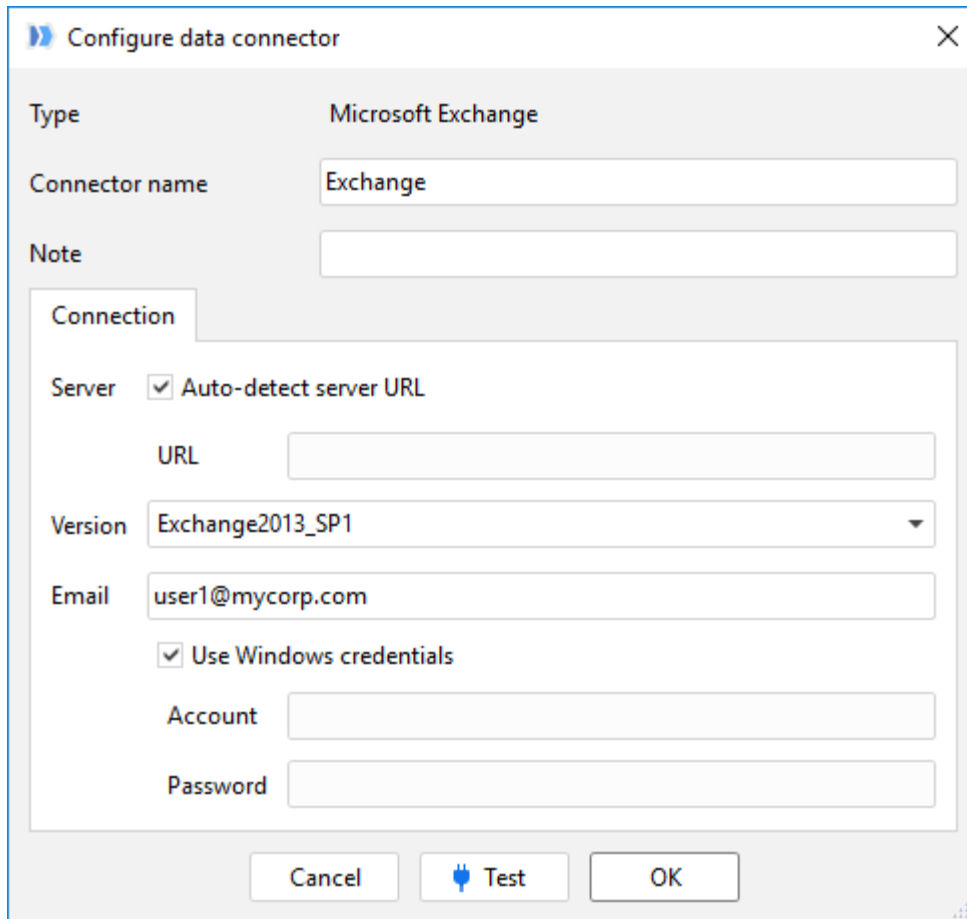 Configure data connector
Type Microsoft Exchange
Connector name Exchange
Note
Connection
Server Auto-detect server URL
URL
Version Exchange2013_SP1
Email user1@mycorp.com
Use Windows credentials
Account
Password
Cancel Test OK